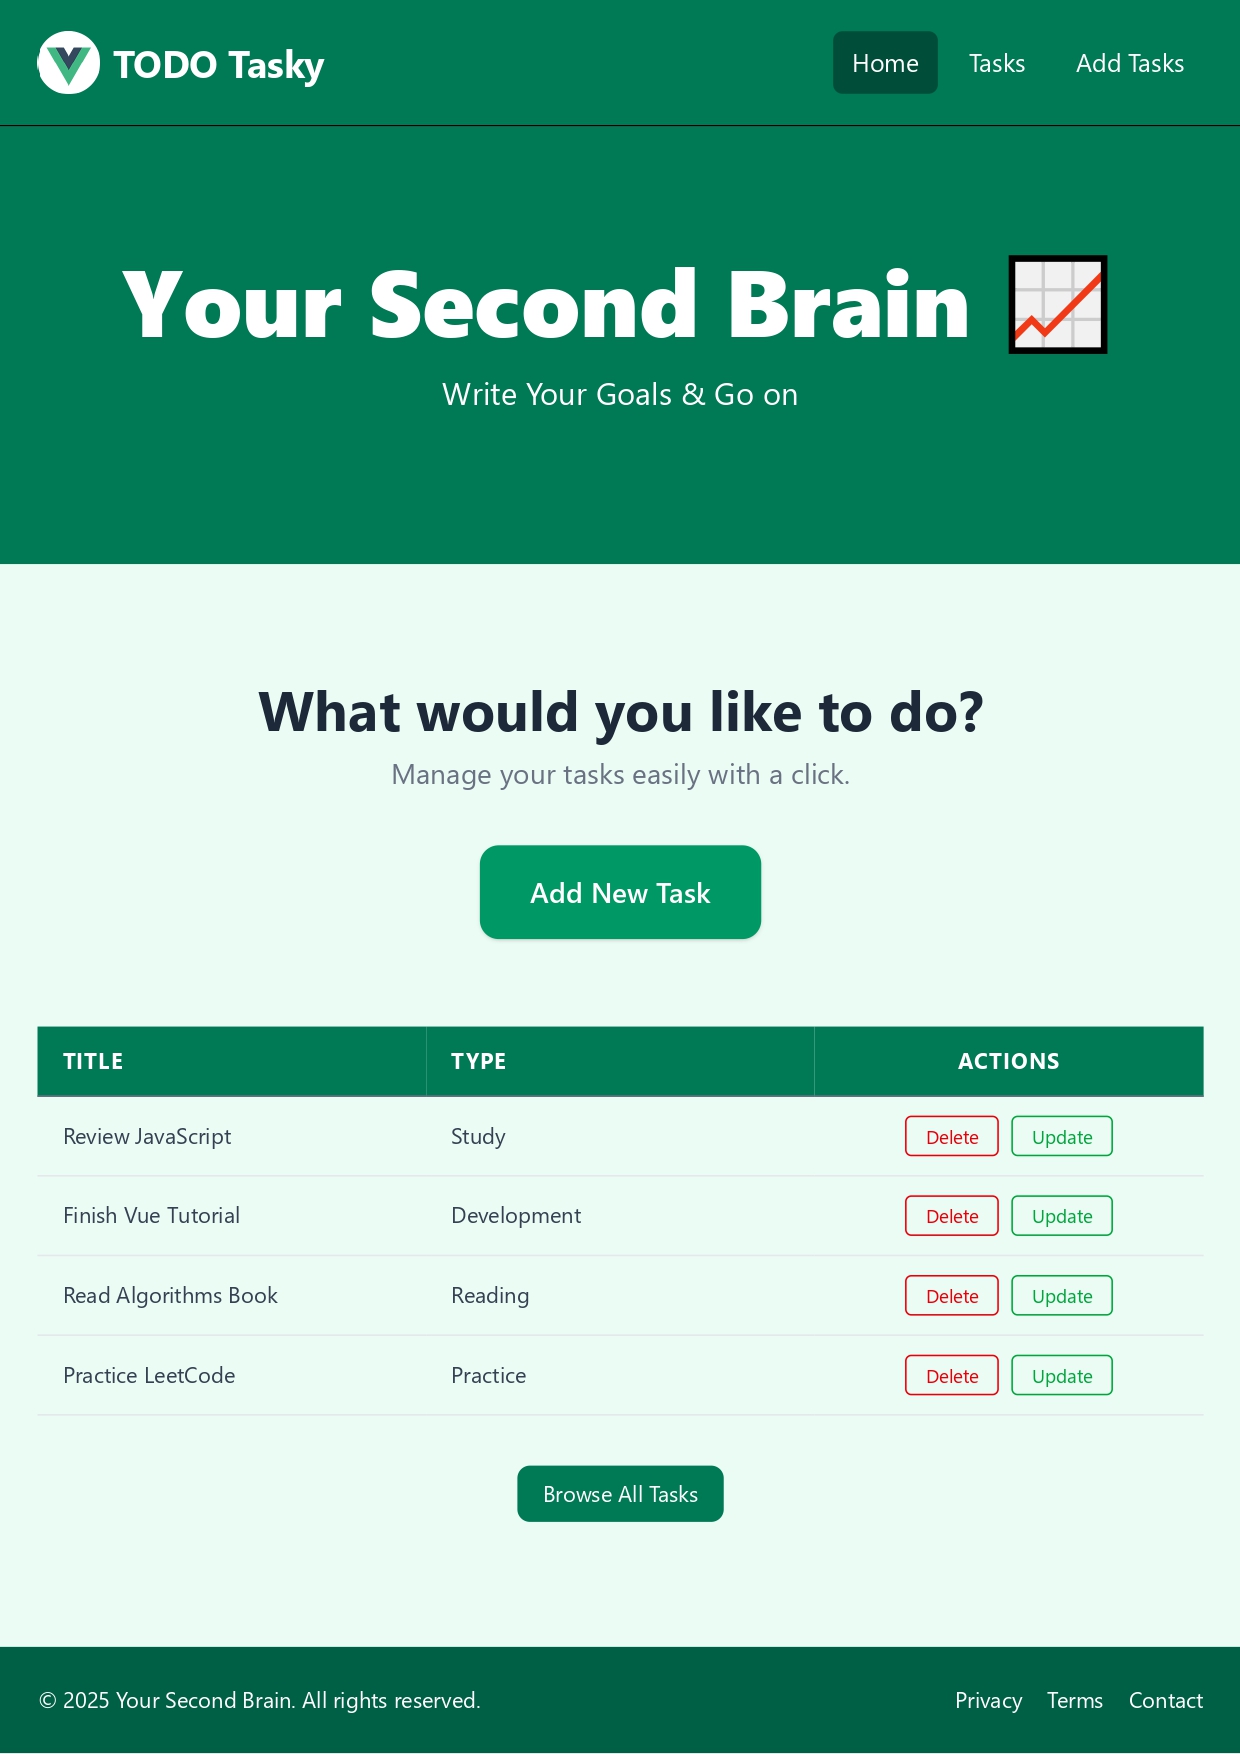 TODO Tasky
Home Tasks Add Tasks
Your Second Brain 📈
Write Your Goals & Go on
What would you like to do?
Manage your tasks easily with a click.
Add New Task
TITLE TYPE ACTIONS
Review JavaScript Study Delete Update
Finish Vue Tutorial Development Delete Update
Read Algorithms Book Reading Delete Update
Practice LeetCode Practice Delete Update
Browse All Tasks
© 2025 Your Second Brain. All rights reserved. Privacy Terms Contact